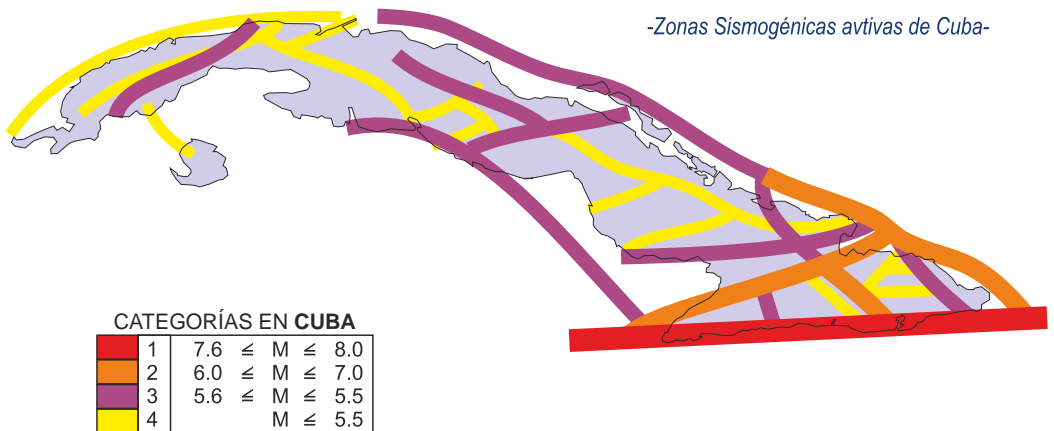 -Zonas Sismogénicas avtivas de Cuba-
CATEGORÍAS EN CUBA
1 7.6 ≤ M ≤ 8.0
2 6.0 ≤ M ≤ 7.0
3 5.6 ≤ M ≤ 5.5
4 M ≤ 5.5